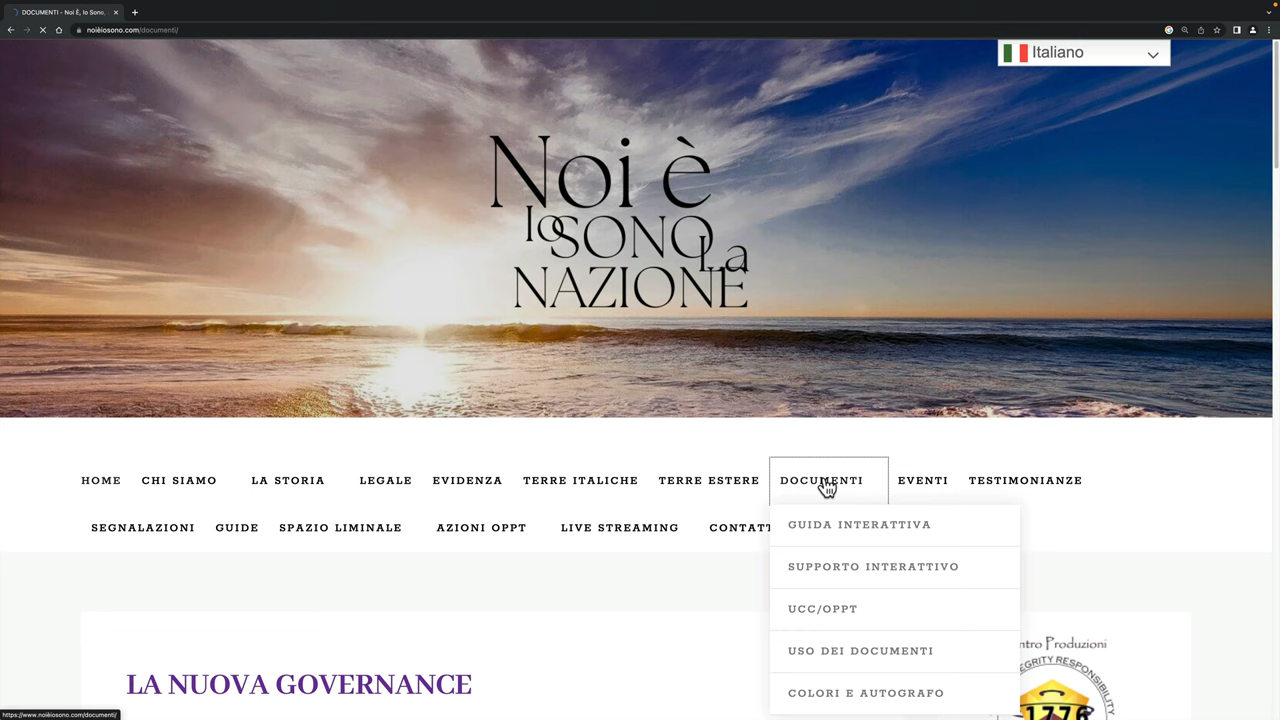 DOCUMENTI - Noi È, Io Sono,
noièiosono.com/documenti/
Italiano
Noi è
Io SONO La
NAZIONE
HOME CHI SIAMO LA STORIA LEGALE EVIDENZA TERRE ITALICHE TERRE ESTERE DOCUMENTI EVENTI TESTIMONIANZE
SEGNALAZIONI GUIDE SPAZIO LIMINALE AZIONI OPPT LIVE STREAMING CONTATT
GUIDA INTERATTIVA
SUPPORTO INTERATTIVO
UCC/OPPT
USO DEI DOCUMENTI
COLORI E AUTOGRAFO
LA NUOVA GOVERNANCE
ntro Produzioni
EGRITY RESPONSIBILITY
1776
https://www.noièiosono.com/documenti/